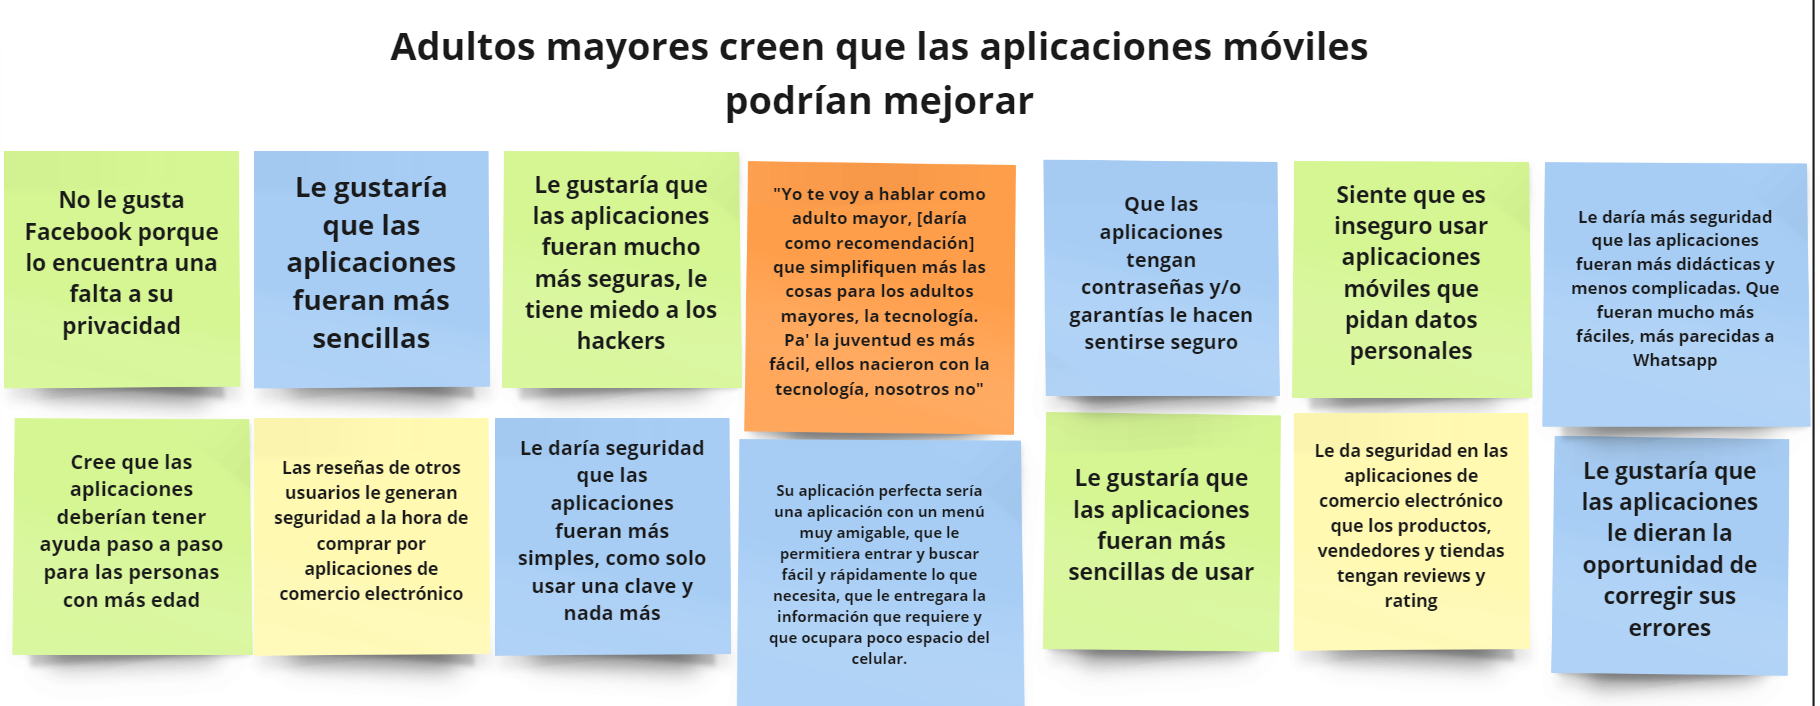 Adultos mayores creen que las aplicaciones móviles
podrían mejorar
No le gusta
Facebook porque
lo encuentra una
falta a su
privacidad
Le gustaría
que las
aplicaciones
fueran más
sencillas
Le gustaría que
las aplicaciones
fueran mucho
más seguras, le
tiene miedo a los
hackers
"Yo te voy a hablar como
adulto mayor, [daría
como recomendación]
que simplifiquen más las
cosas para los adultos
mayores, la tecnología.
Pa' la juventud es más
fácil, ellos nacieron con la
tecnología, nosotros no"
Que las
aplicaciones
tengan
contraseñas y/o
garantías le hacen
sentirse seguro
Siente que es
inseguro usar
aplicaciones
móviles que
pidan datos
personales
Le daría más seguridad
que las aplicaciones
fueran más didácticas y
menos complicadas. Que
fueran mucho más
fáciles, más parecidas a
Whatsapp
Cree que las
aplicaciones
deberían tener
ayuda paso a paso
para las personas
con más edad
Las reseñas de otros
usuarios le generan
seguridad a la hora de
comprar por
aplicaciones de
comercio electrónico
Le daría seguridad
que las
aplicaciones
fueran más
simples, como solo
usar una clave y
nada más
Su aplicación perfecta sería
una aplicación con un menú
muy amigable, que le
permitiera entrar y buscar
fácil y rápidamente lo que
necesita, que le entregara la
información que requiere y
que ocupara poco espacio del
celular.
Le gustaría que
las aplicaciones
fueran más
sencillas de usar
Le da seguridad en las
aplicaciones de
comercio electrónico
que los productos,
vendedores y tiendas
tengan reviews y
rating
Le gustaría que
las aplicaciones
le dieran la
oportunidad de
corregir sus
errores